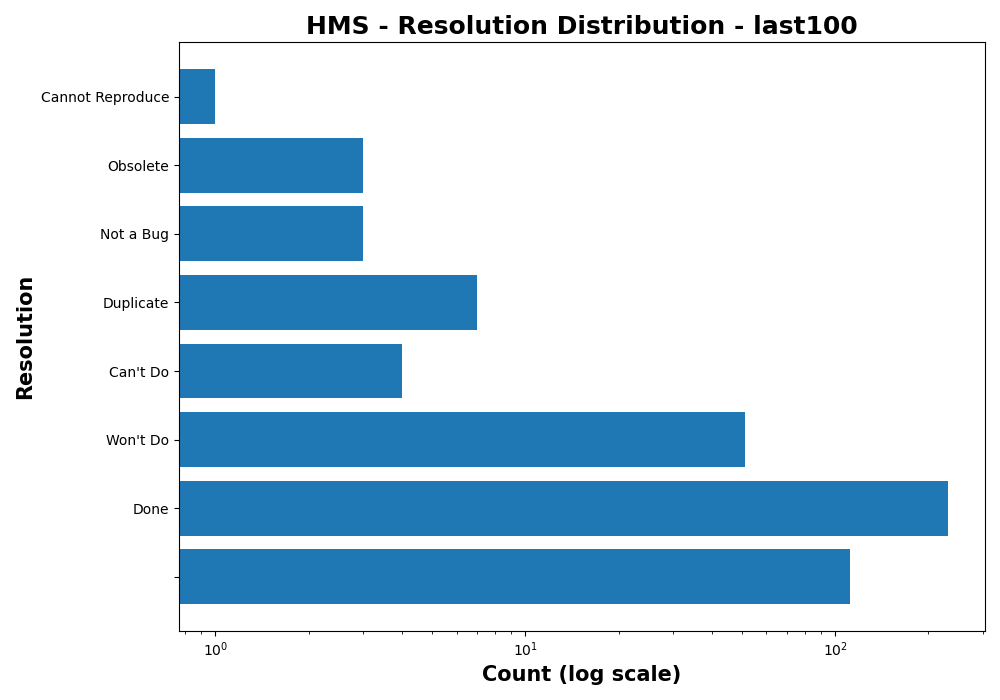 HMS - Resolution Distribution - last100
Cannot Reproduce
Obsolete
Not a Bug
Duplicate
Can't Do
Won't Do
Done
Resolution
10⁰ 10¹ 10²
Count (log scale)